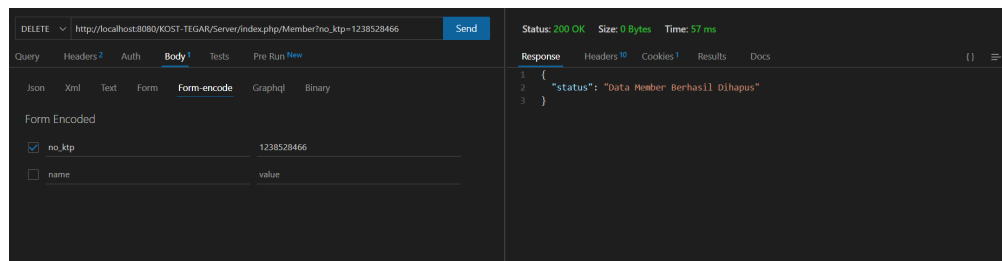 DELETE http://localhost:8080/KOST-TEGAR/Server/index.php/Member?no_ktp=1238528466 Send
Query Headers 2 Auth Body 1 Tests Pre Run New
Json Xml Text Form Form-encode Graphql Binary
Form Encoded
no_ktp 1238528466
name value
Status: 200 OK Size: 0 Bytes Time: 57 ms
Response Headers 10 Cookies 1 Results Docs {}
1 {
2 "status": "Data Member Berhasil Dihapus"
3 }